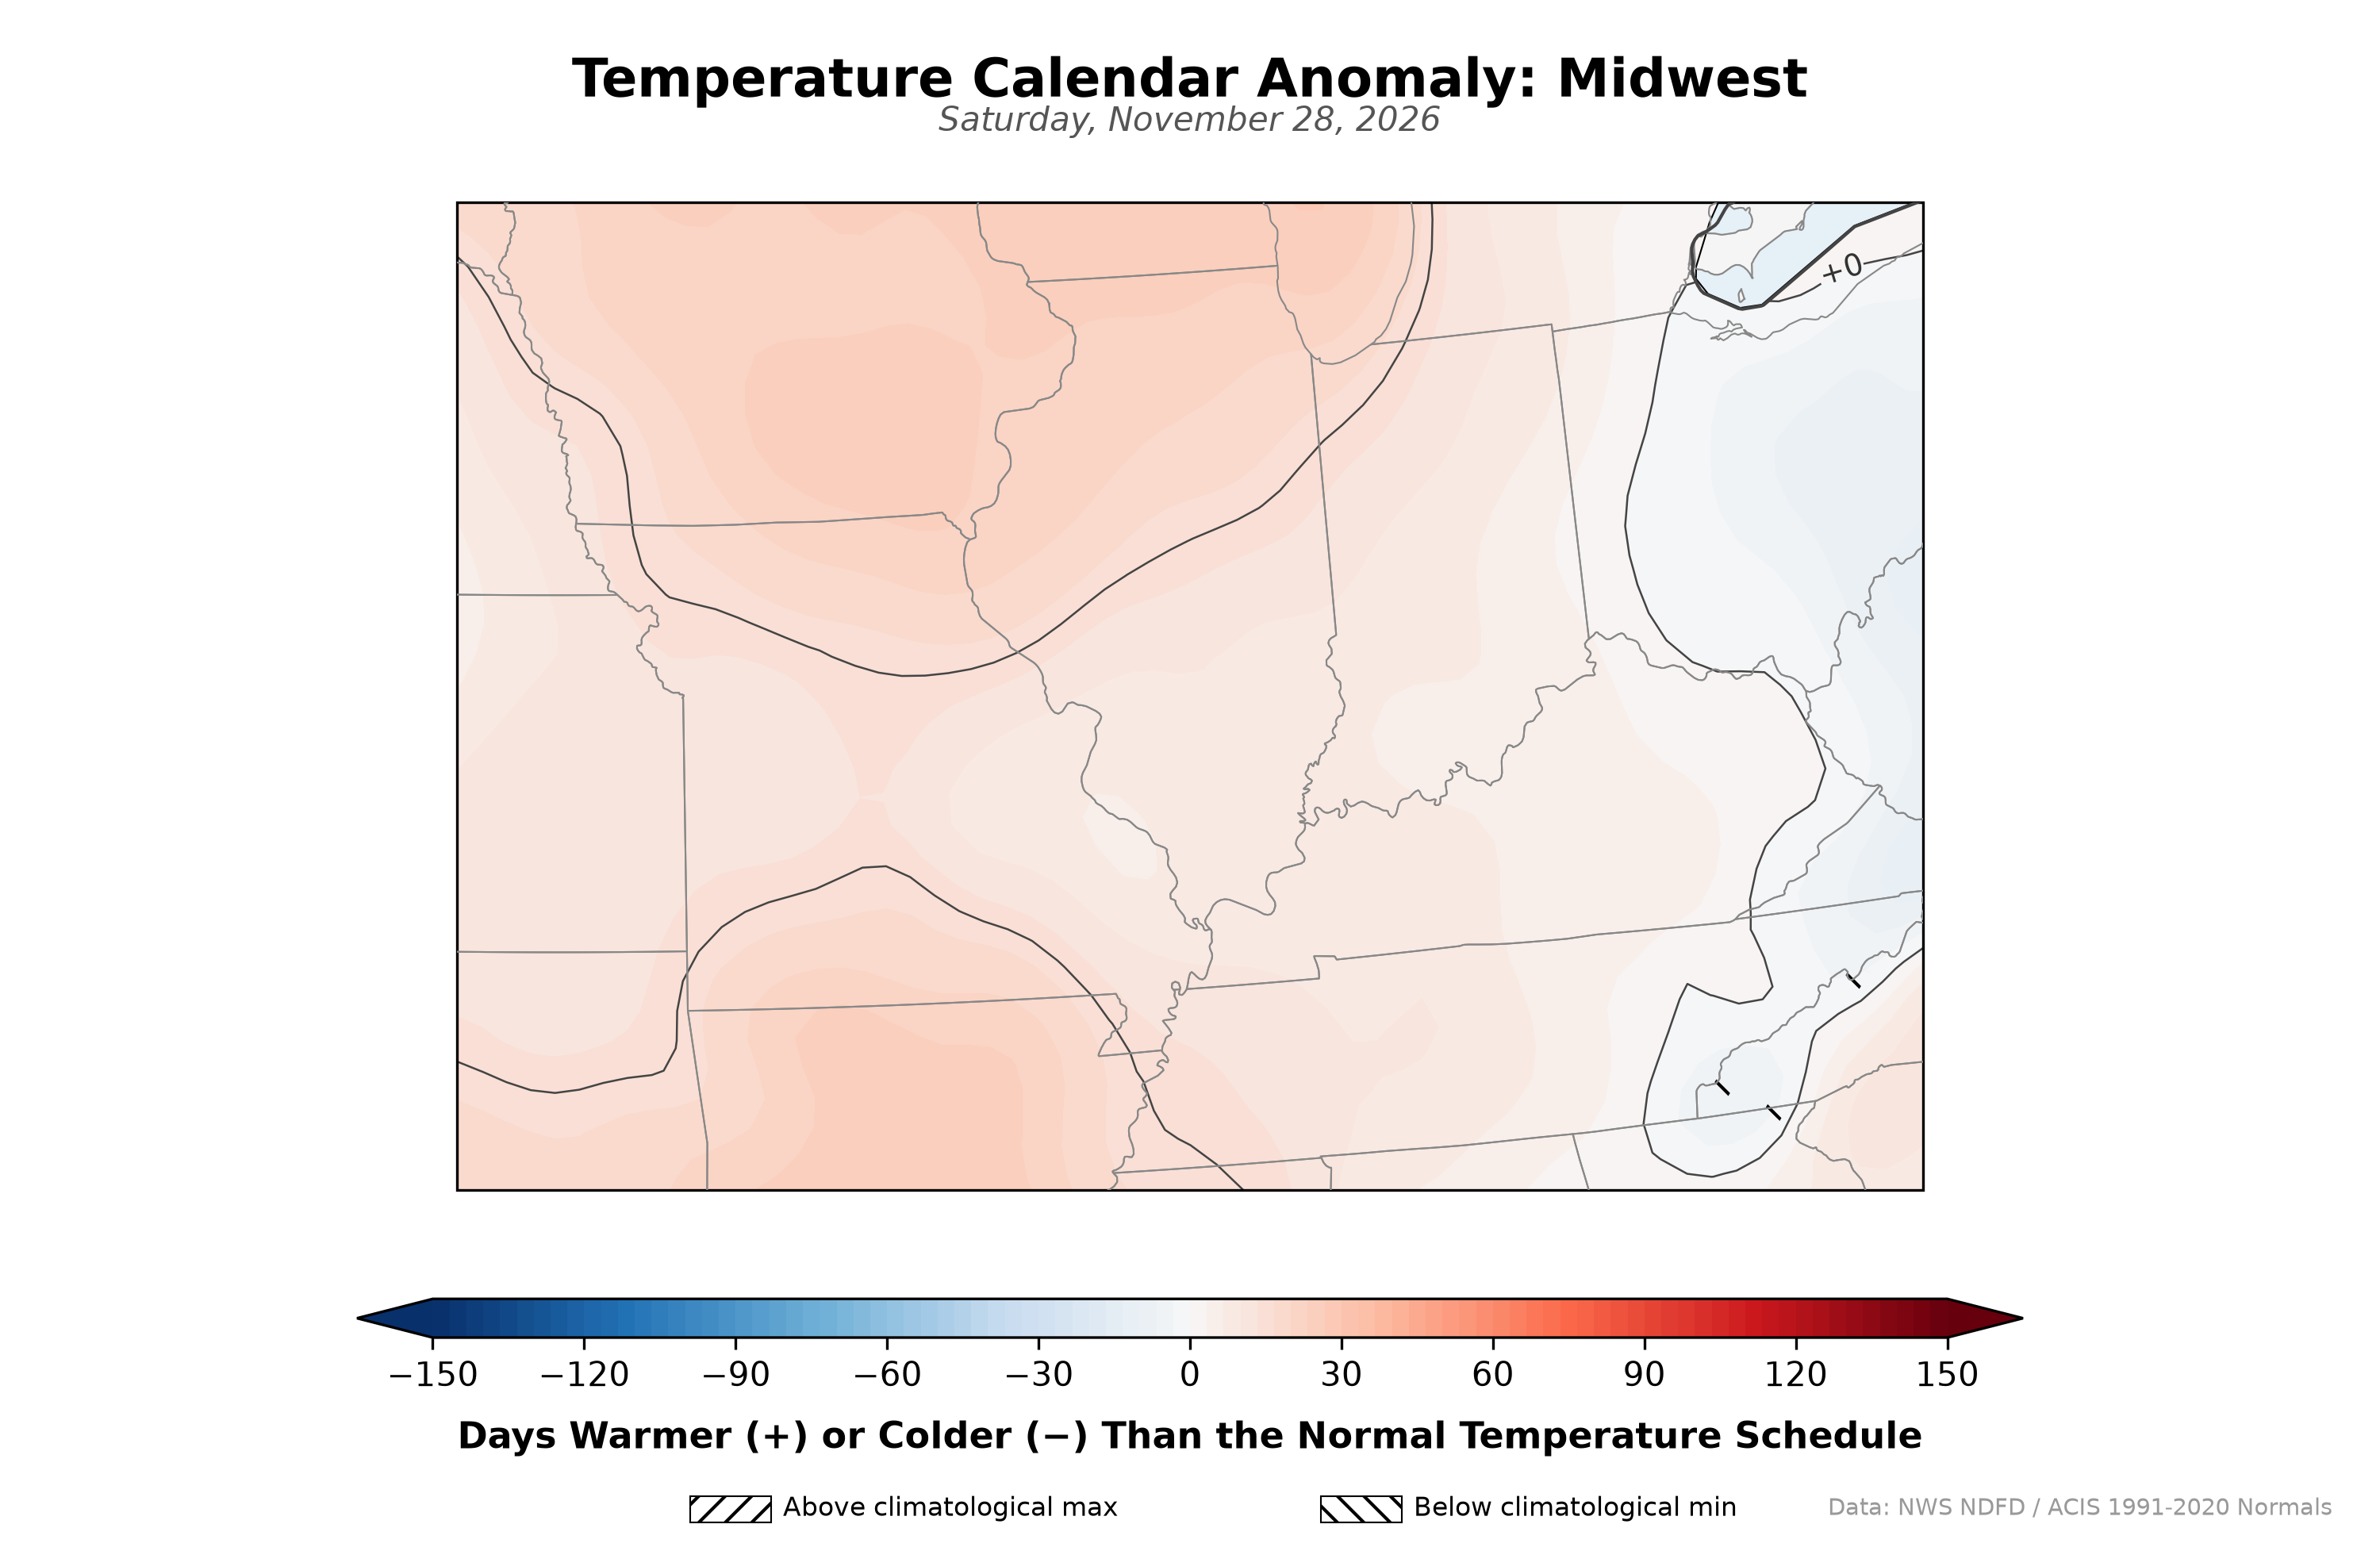 Temperature Calendar Anomaly: Midwest
Saturday, November 28, 2026
+0
−150 −120 −90 −60 −30 0 30 60 90 120 150
Days Warmer (+) or Colder (−) Than the Normal Temperature Schedule
Above climatological max
Below climatological min
Data: NWS NDFD / ACIS 1991-2020 Normals